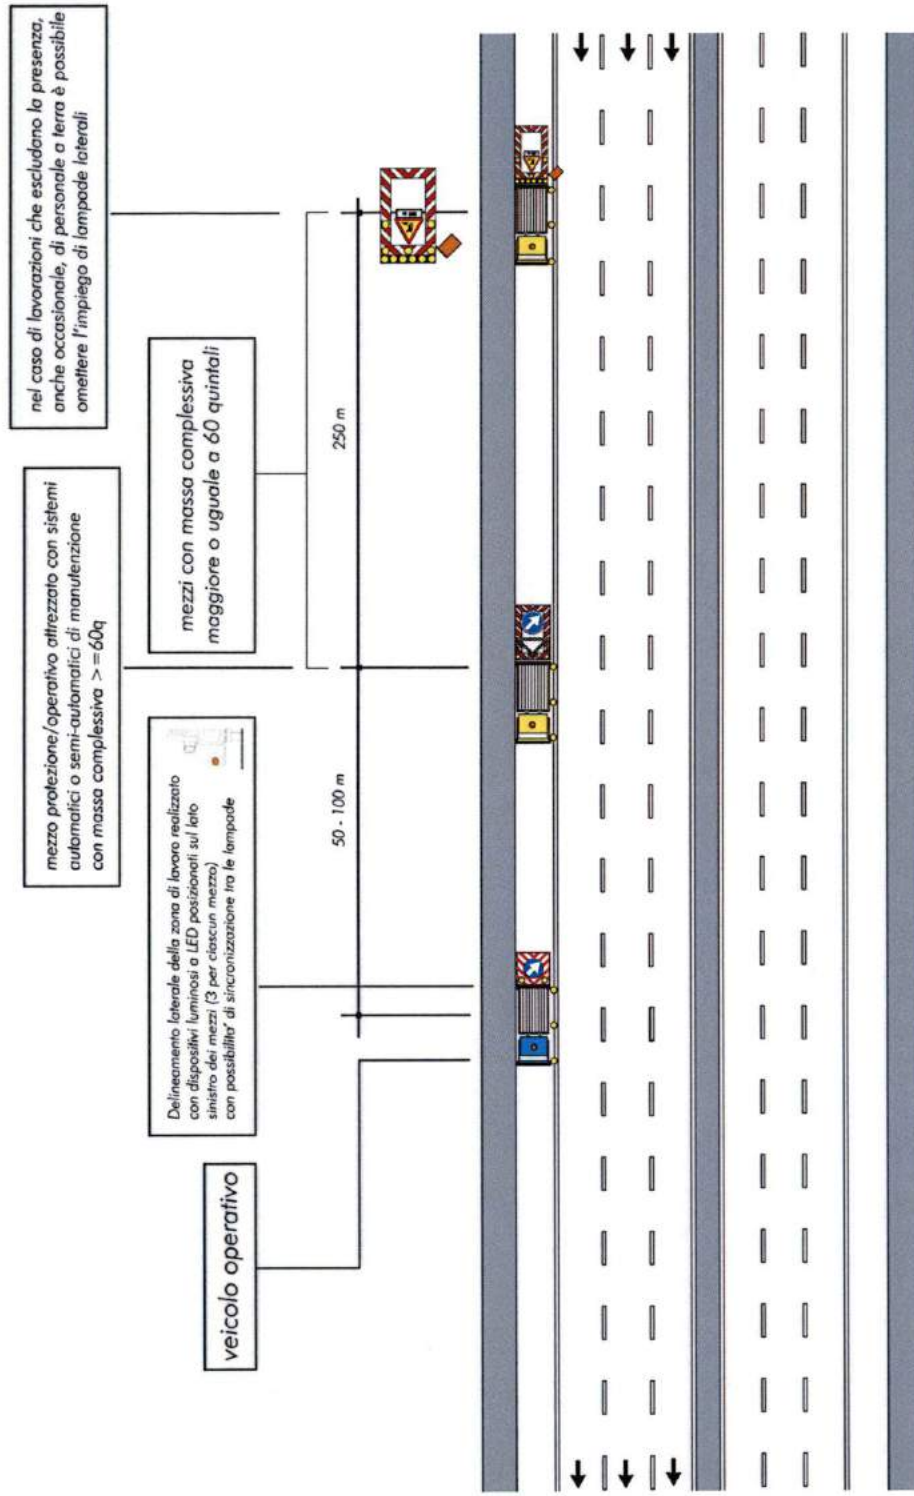 nel caso di lavorazioni che escludano la presenza,
anche occasionale, di personale a terra è possibile
omettere l'impiego di lampade laterali
mezzo protezione/operativo attrezzato con sistemi
automatici o semi-automatici di manutenzione
con massa complessiva >=60q
mezzi con massa complessiva
maggiore o uguale a 60 quintali
Delineamento laterale della zona di lavoro realizzato
con dispositivi luminosi a LED posizionati sul lato
sinistro dei mezzi (3 per ciascun mezzo)
con possibilita' di sincronizzazione tra le lampade
veicolo operativo
250 m
50 - 100 m